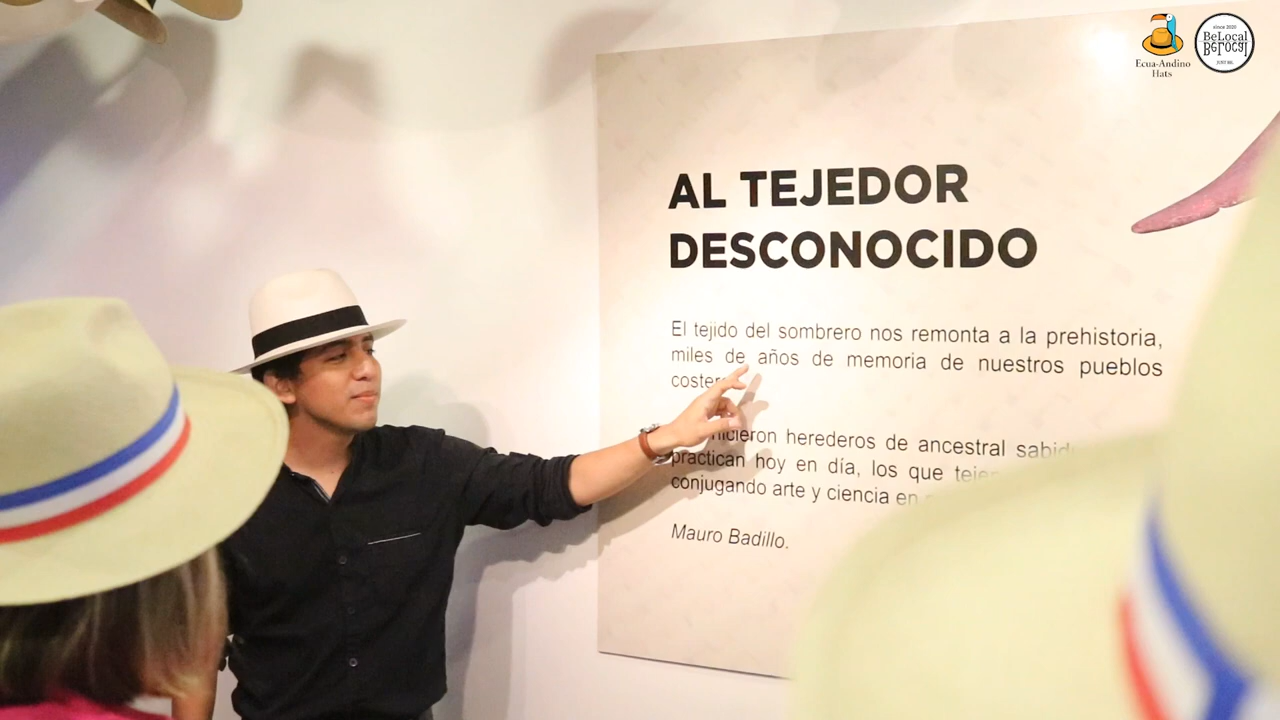 Ecua-Andino
Hats
since 2020
BeLocal
AL TEJEDOR
DESCONOCIDO
El tejido del sombrero nos remonta a la prehistoria,
miles de años de memoria de nuestros pueblos
herederos de ancestral
practican hoy en día, los que
conjugando arte y ciencia en
Mauro Badillo.